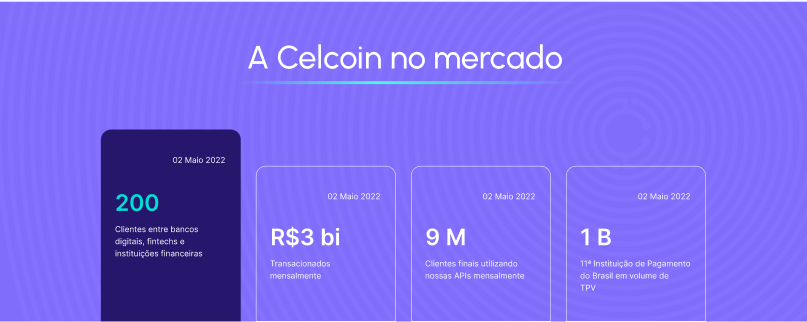 A Celcoin no mercado
02 Maio 2022
200
Clientes entre bancos
digitais, fintechs e
instituições financeiras
02 Maio 2022
R$3 bi
Transacionados
mensalmente
02 Maio 2022
9 M
Clientes finais utilizando
nossas APIs mensalmente
02 Maio 2022
1 B
11ª Instituição de Pagamento
do Brasil em volume de
TPV